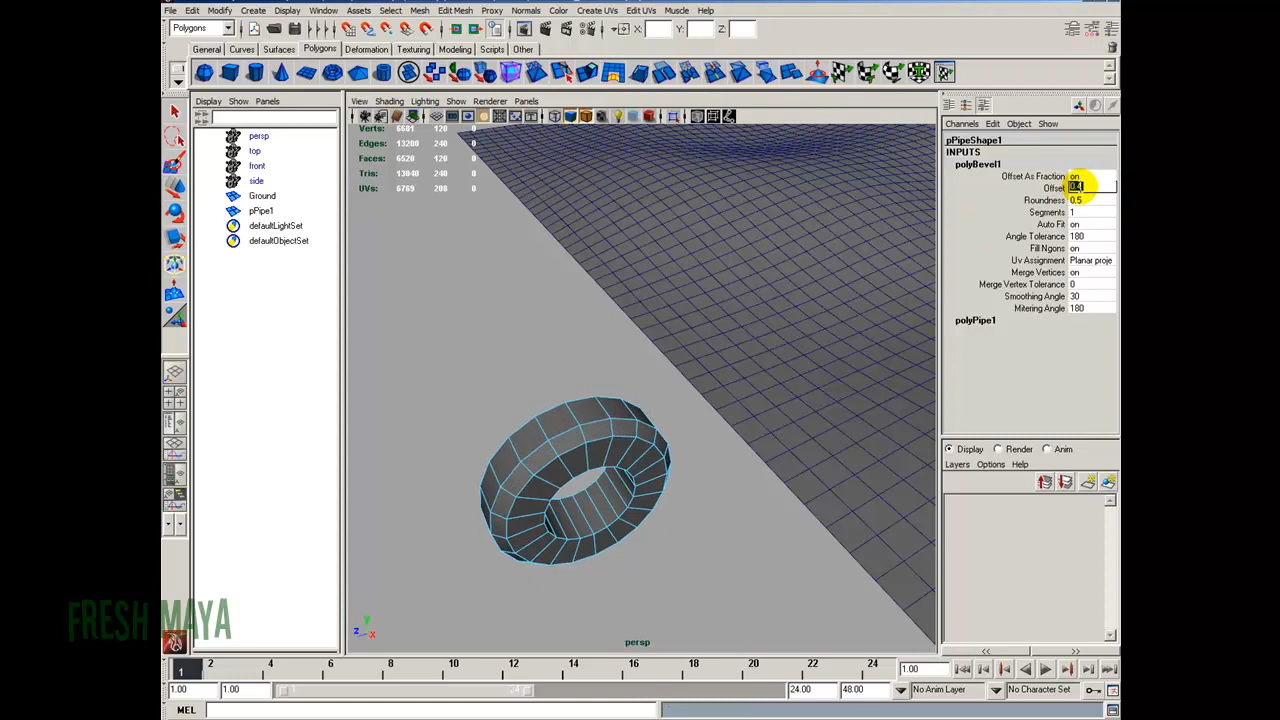 File Edit Modify Create Display Window Assets Select Mesh Edit Mesh Proxy Normals Color Create UVs Edit UVs Muscle Help
Polygons X: Y: Z:
General Curves Surfaces Polygons Deformation Texturing Modeling Scripts Other
Display Show Panels
View Shading Lighting Show Renderer Panels
Channels Edit Object Show
persp
top
front
side
Ground
pPipe1
defaultLightSet
defaultObjectSet
Verts: 6681 120 0
Edges: 13200 240 0
Faces: 6520 120 0
Tris: 13040 240 0
UVs: 6769 208 0
pPipeShape1
INPUTS
polyBevel1
Offset As Fraction on
Offset 0.4
Roundness 0.5
Segments 1
Auto Fit on
Angle Tolerance 180
Fill Ngons on
Uv Assignment Planar proje
Merge Vertices on
Merge Vertex Tolerance 0
Smoothing Angle 30
Mitering Angle 180
polyPipe1
Display Render Anim
Layers Options Help
y
z x
persp
FRESH MAYA
1 2 4 6 8 10 12 14 16 18 20 22 24 1.00
1.00 1.00 1 24 24.00 48.00 No Anim Layer No Character Set
MEL